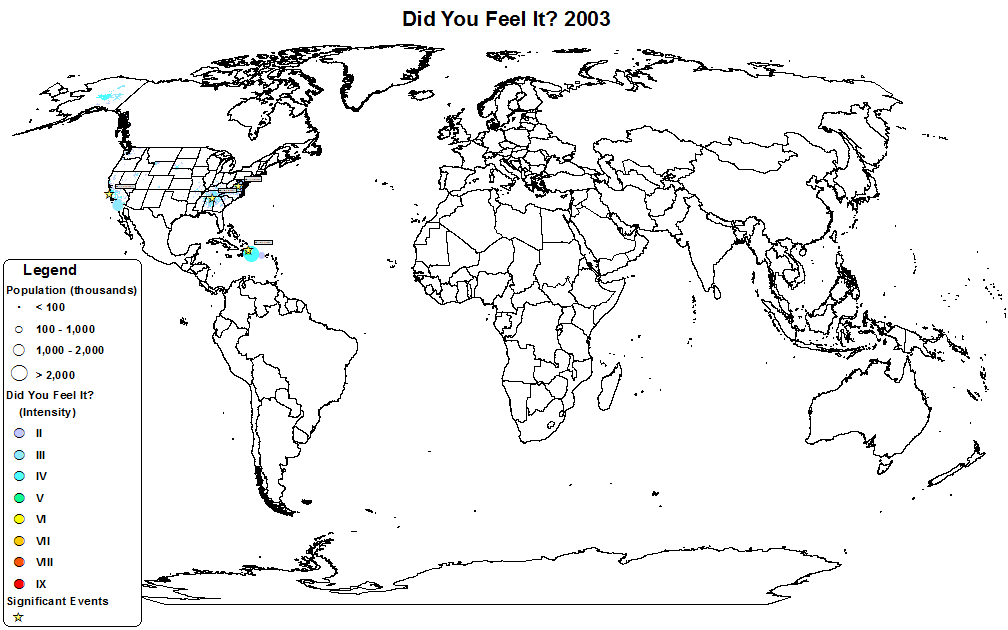 Did You Feel It? 2003
Legend
Population (thousands)
< 100
100 - 1,000
1,000 - 2,000
> 2,000
Did You Feel It?
(Intensity)
II
III
IV
V
VI
VII
VIII
IX
Significant Events